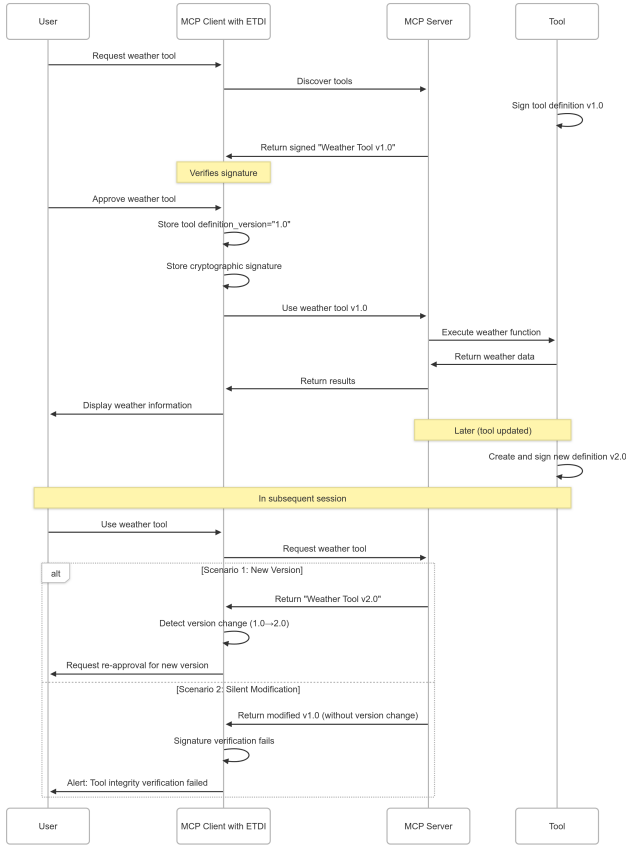 User
MCP Client with ETDI
MCP Server
Tool
Request weather tool
Discover tools
Sign tool definition v1.0
Return signed "Weather Tool v1.0"
Verifies signature
Approve weather tool
Store tool definition_version="1.0"
Store cryptographic signature
Use weather tool v1.0
Execute weather function
Return weather data
Return results
Display weather information
Later (tool updated)
Create and sign new definition v2.0
In subsequent session
Use weather tool
Request weather tool
alt
[Scenario 1: New Version]
Return "Weather Tool v2.0"
Detect version change (1.0→2.0)
Request re-approval for new version
[Scenario 2: Silent Modification]
Return modified v1.0 (without version change)
Signature verification fails
Alert: Tool integrity verification failed
User
MCP Client with ETDI
MCP Server
Tool